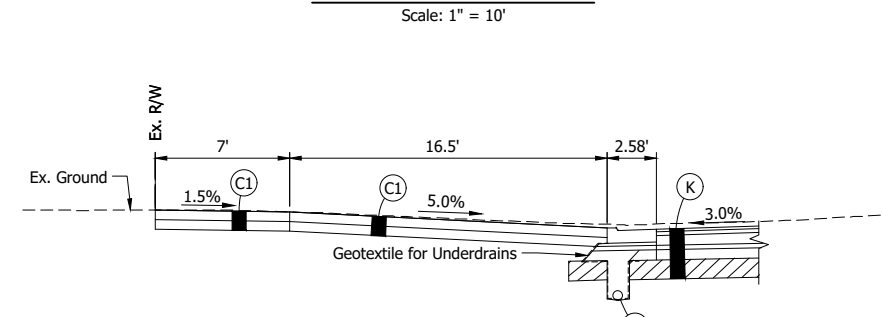 Scale: 1" = 10'
Ex. R/W
7'
16.5'
2.58'
Ex. Ground
1.5%
C1
C1
5.0%
K
3.0%
Geotextile for Underdrains